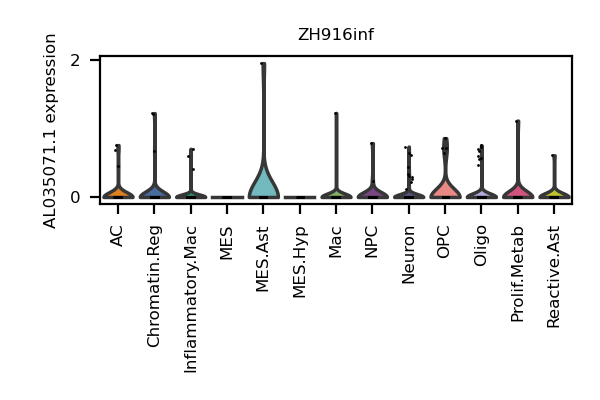 ZH916inf
AL035071.1 expression
2
0
AC
Chromatin.Reg
Inflammatory.Mac
MES
MES.Ast
MES.Hyp
Mac
NPC
Neuron
OPC
Oligo
Prolif.Metab
Reactive.Ast